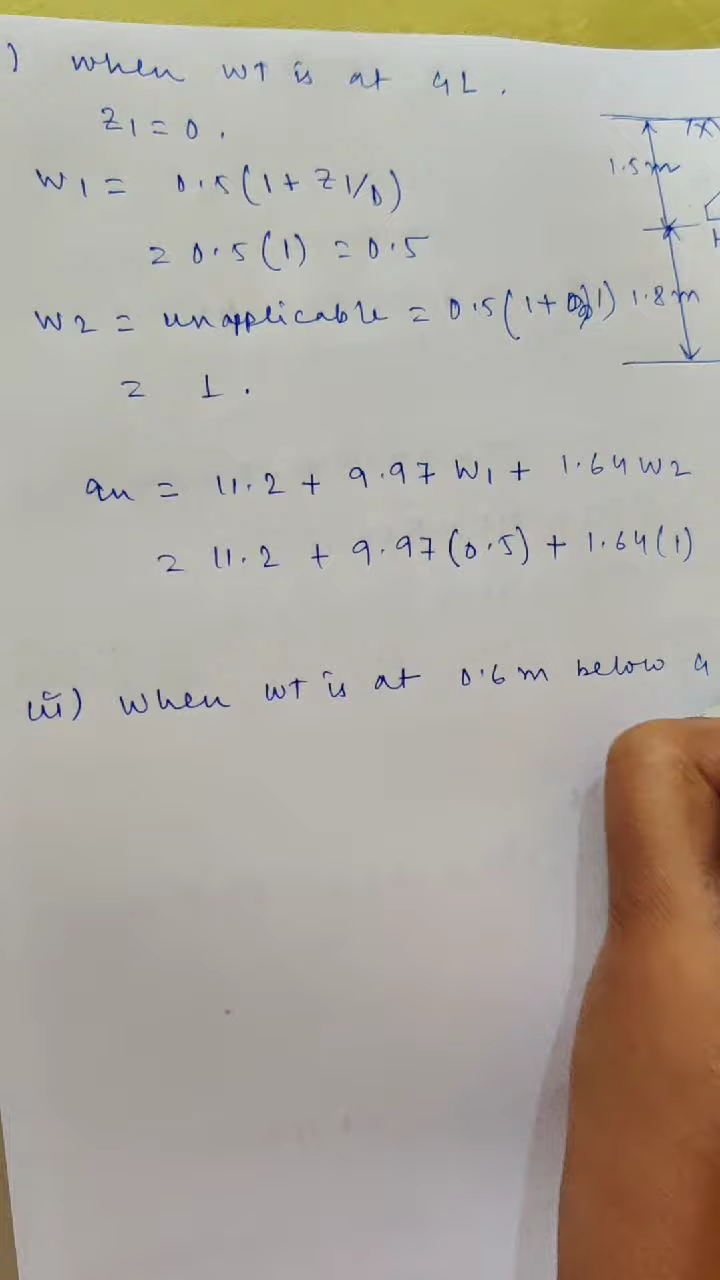 ) when WT is at GL.
Z1 = 0.
W1 = 0.5(1 + Z1/D)
= 0.5(1) = 0.5
W2 = unapplicable = 0.5(1+ 1)
= 1.
qu = 11.2 + 9.97 W1 + 1.64 W2
= 11.2 + 9.97(0.5) + 1.64(1)
iii) when WT is at 0.6 m below G
1.5m
1.8m